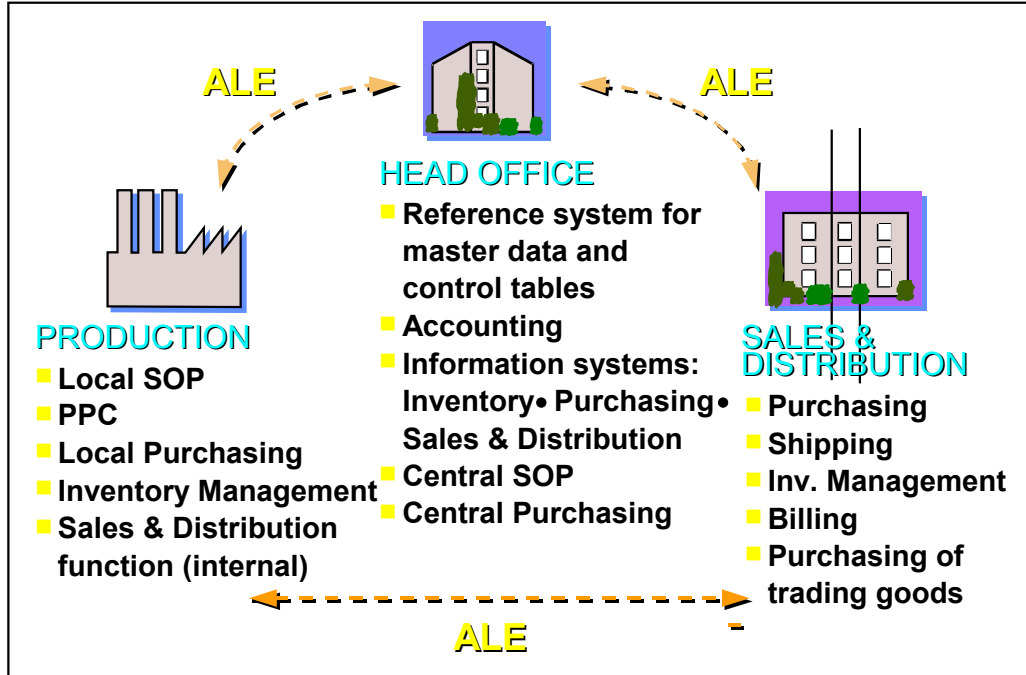 ALE
ALE
HEAD OFFICE
Reference system for
master data and
control tables
Accounting
Information systems:
Inventory• Purchasing•
Sales & Distribution
Central SOP
Central Purchasing
PRODUCTION
Local SOP
PPC
Local Purchasing
Inventory Management
Sales & Distribution
function (internal)
SALES &
DISTRIBUTION
Purchasing
Shipping
Inv. Management
Billing
Purchasing of
trading goods
ALE